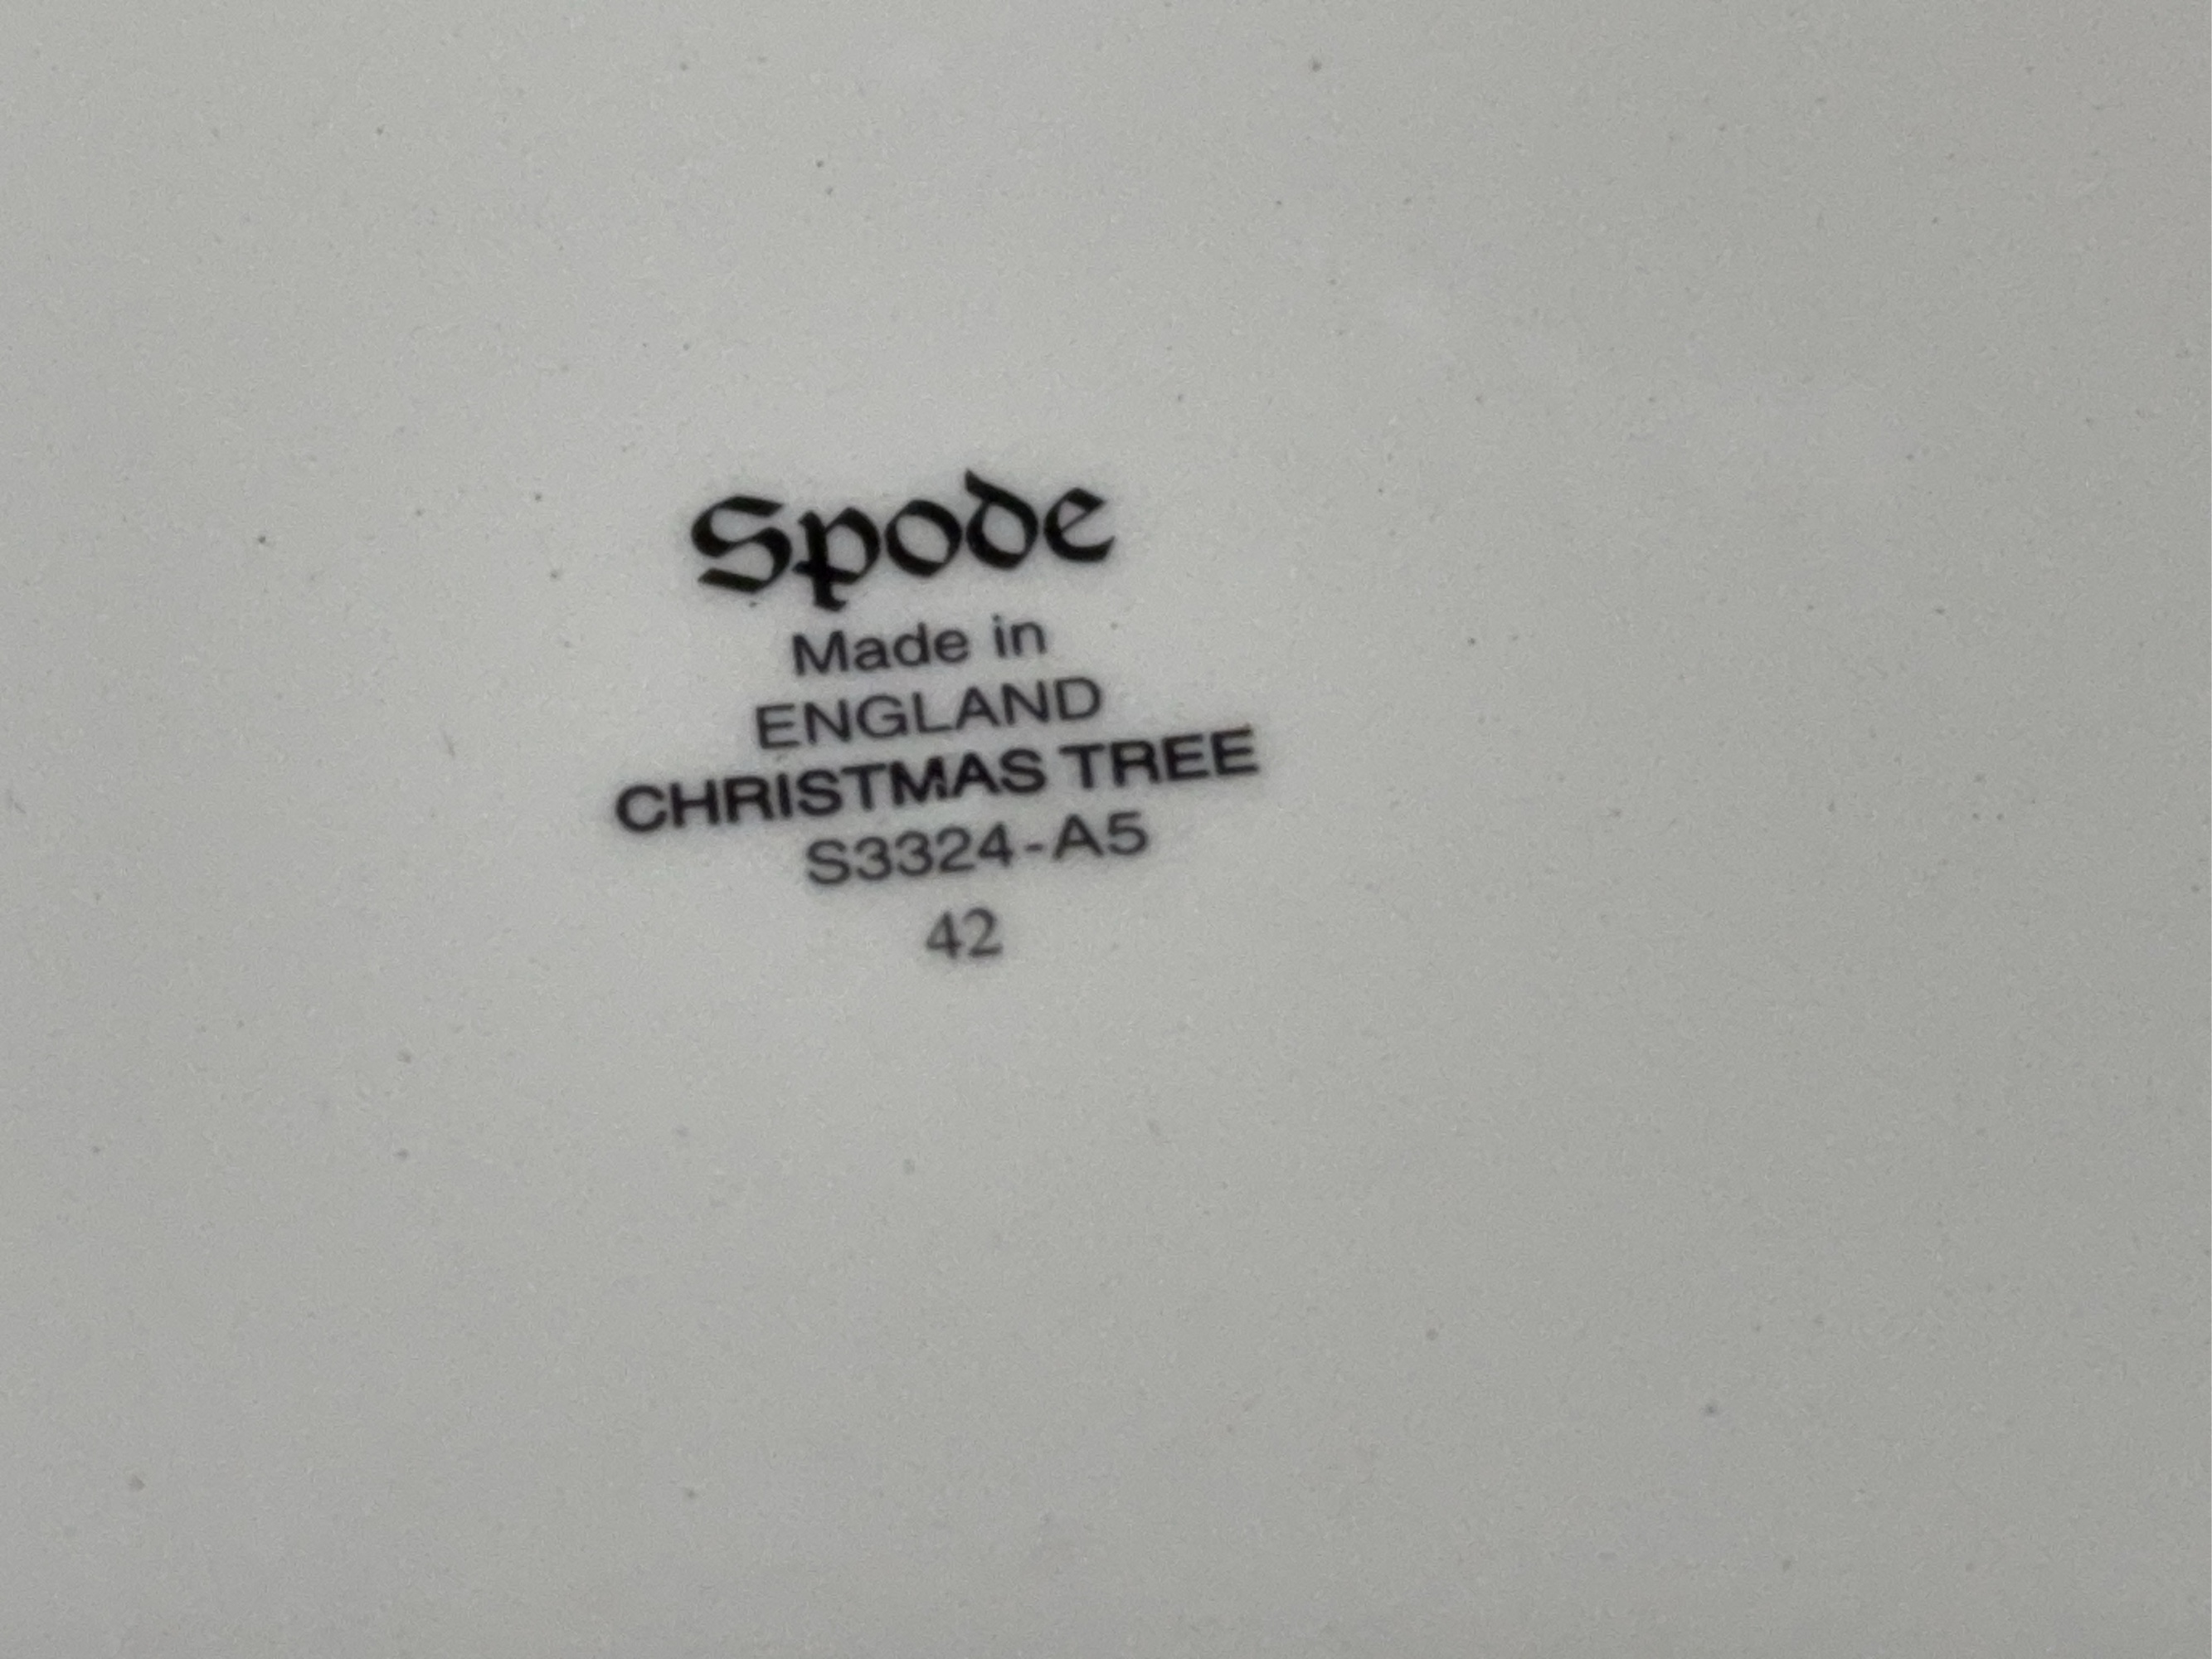 Spode
Made in
ENGLAND
CHRISTMAS TREE
S3324-A5
42